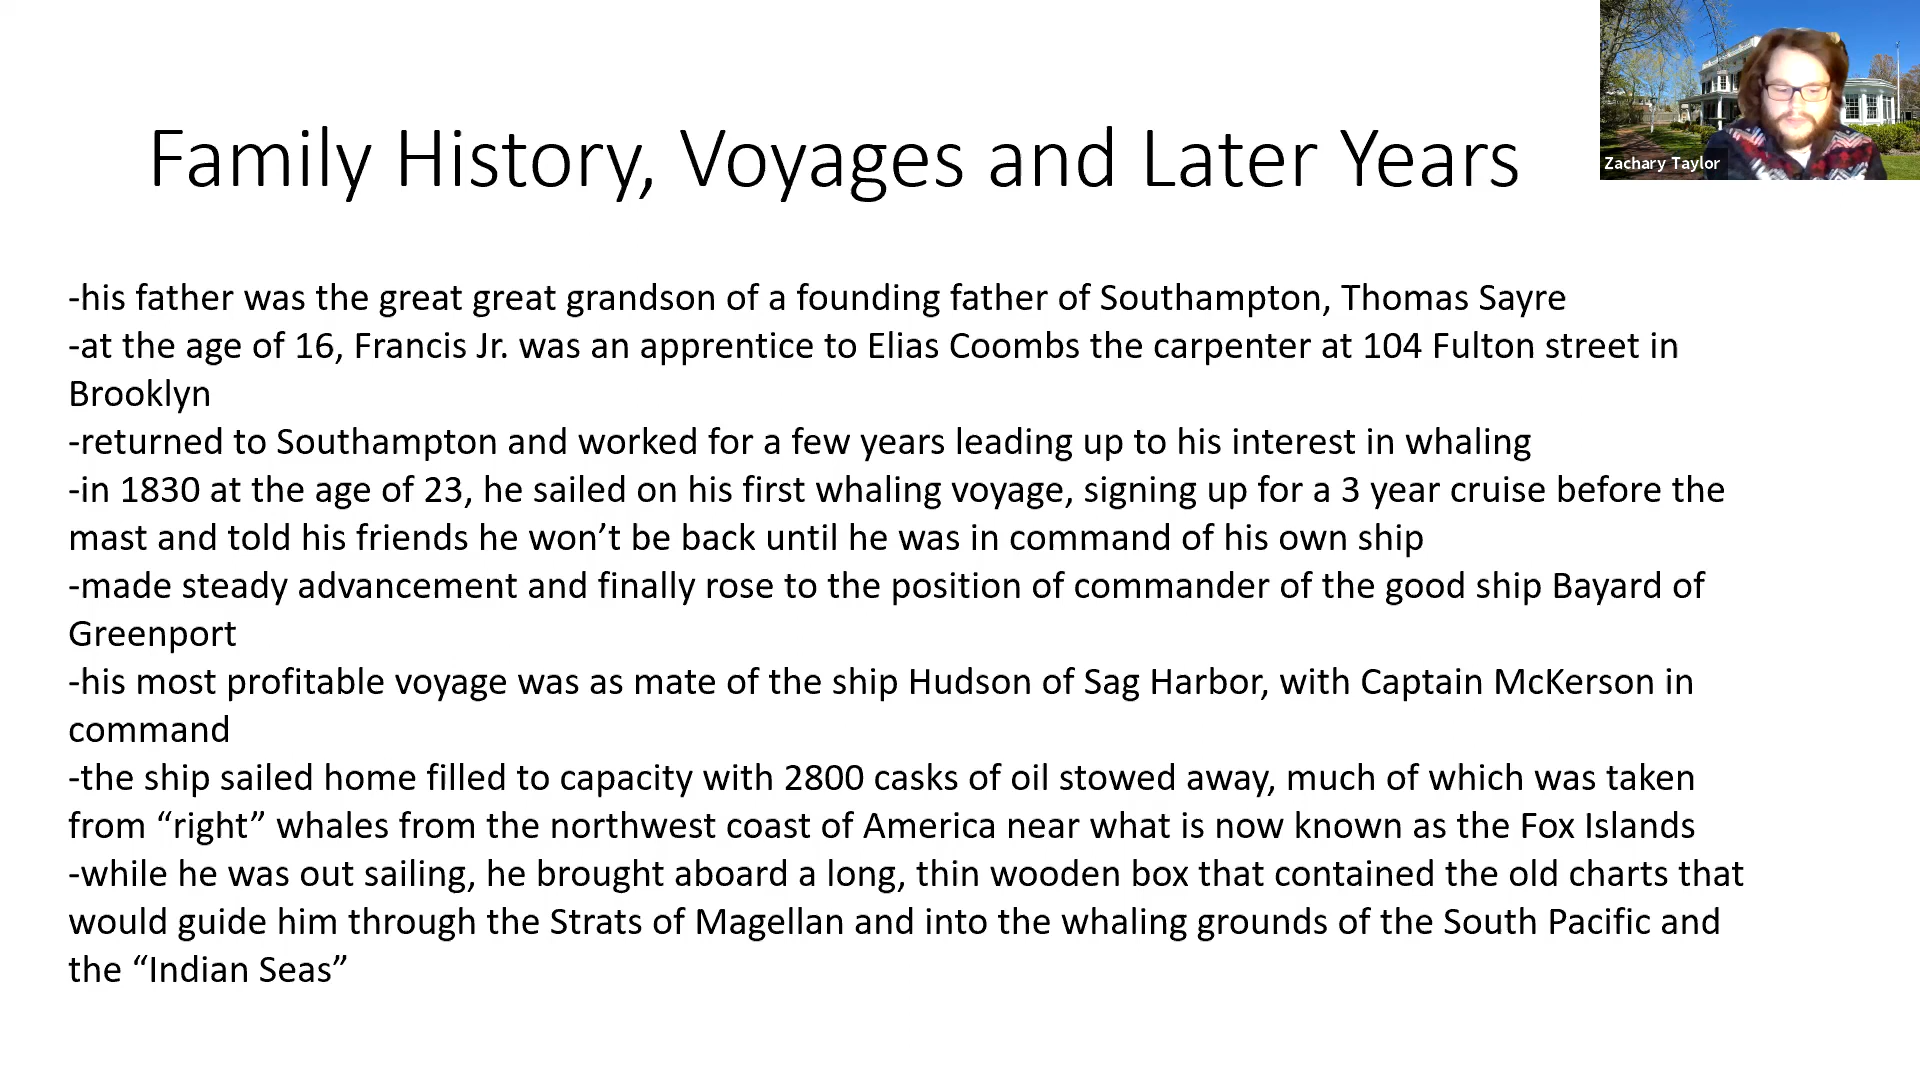 Family History, Voyages and Later Years
Zachary Taylor
-his father was the great great grandson of a founding father of Southampton, Thomas Sayre
-at the age of 16, Francis Jr. was an apprentice to Elias Coombs the carpenter at 104 Fulton street in
Brooklyn
-returned to Southampton and worked for a few years leading up to his interest in whaling
-in 1830 at the age of 23, he sailed on his first whaling voyage, signing up for a 3 year cruise before the
mast and told his friends he won’t be back until he was in command of his own ship
-made steady advancement and finally rose to the position of commander of the good ship Bayard of
Greenport
-his most profitable voyage was as mate of the ship Hudson of Sag Harbor, with Captain McKerson in
command
-the ship sailed home filled to capacity with 2800 casks of oil stowed away, much of which was taken
from “right” whales from the northwest coast of America near what is now known as the Fox Islands
-while he was out sailing, he brought aboard a long, thin wooden box that contained the old charts that
would guide him through the Strats of Magellan and into the whaling grounds of the South Pacific and
the “Indian Seas”